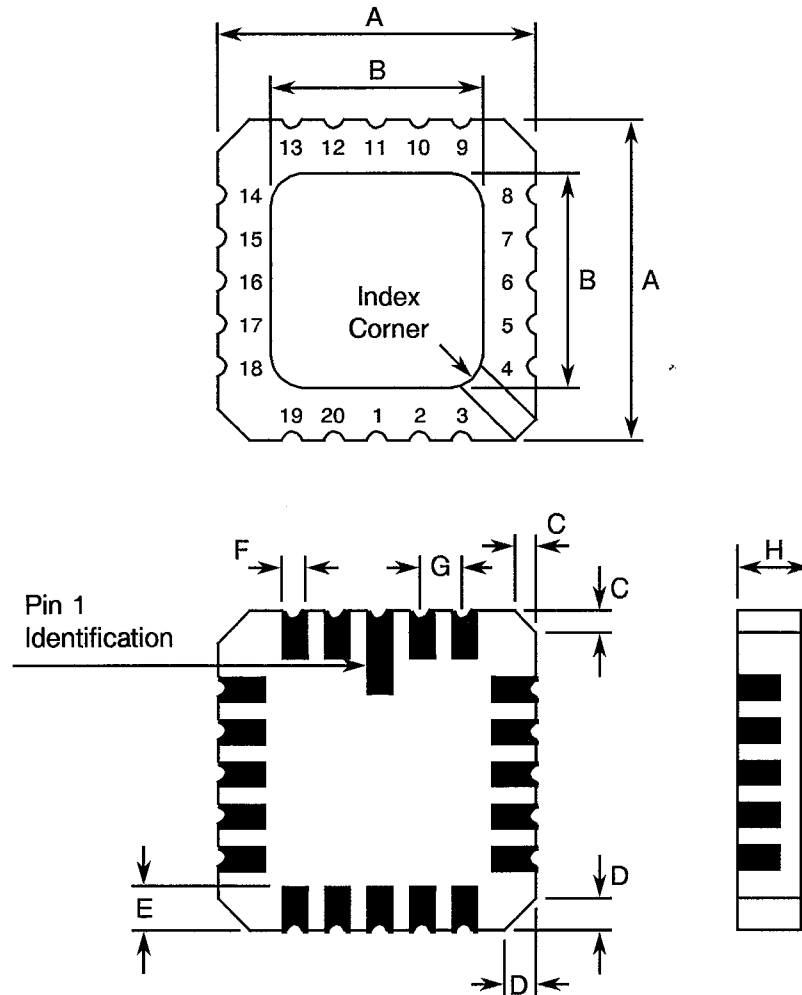 A
B
13 12 11 10 9
14 8
15 7
16 6
17 5
18 4
B A
Index
Corner
19 20 1 2 3
C
F G H
C
Pin 1
Identification
D
E
D